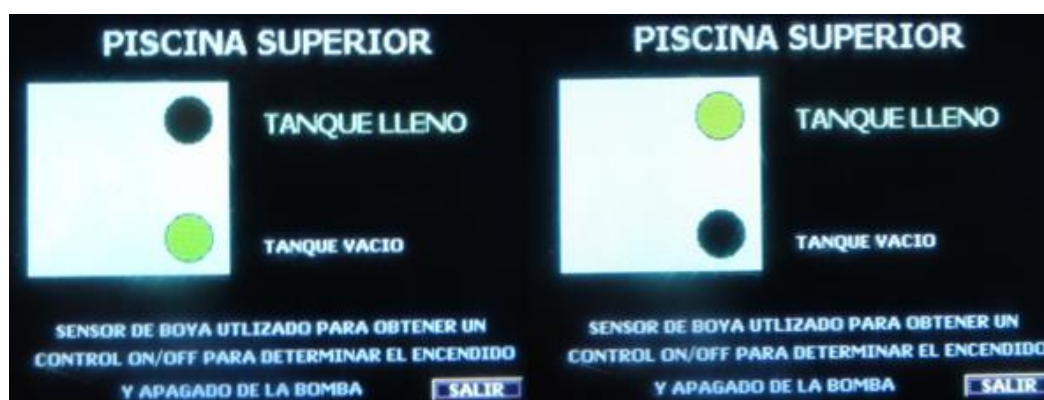 PISCINA SUPERIOR
TANQUE LLENO
TANQUE VACIO
SENSOR DE BOYA UTLIZADO PARA OBTENER UN
CONTROL ON/OFF PARA DETERMINAR EL ENCENDIDO
Y APAGADO DE LA BOMBA
SALIR
PISCINA SUPERIOR
TANQUE LLENO
TANQUE VACIO
SENSOR DE BOYA UTLIZADO PARA OBTENER UN
CONTROL ON/OFF PARA DETERMINAR EL ENCENDIDO
Y APAGADO DE LA BOMBA
SALIR